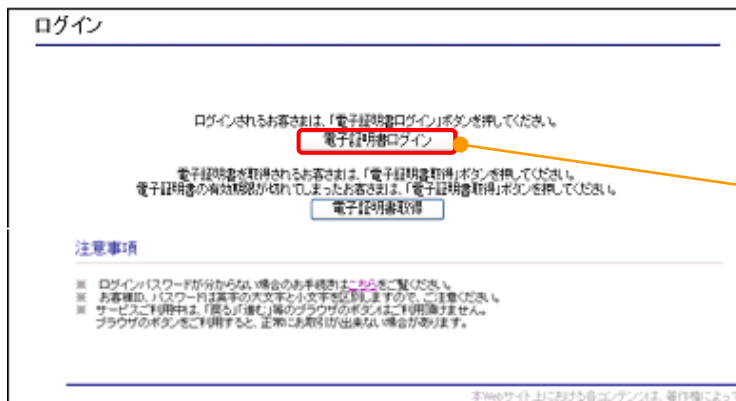 ログイン
ログインされるお客さまは、「電子証明書ログイン」ボタンを押してください。
電子証明書ログイン
電子証明書を取得されるお客さまは、「電子証明書取得」ボタンを押してください。
電子証明書の有効期限が切れてしまったお客さまは、「電子証明書取得」ボタンを押してください。
電子証明書取得
注意事項
※ ログインパスワードが分からない場合のお手続きはこちらをご覧ください。
※ お客様ID、パスワードは英字の大文字と小文字を区別しますので、ご注意ください。
※ サービスご利用中は、「戻る」「進む」等のブラウザのボタンはご利用頂けません。
ブラウザのボタンをご利用すると、正常にお取引が出来ない場合があります。
本Webサイト上における各コンテンツは、著作権によって